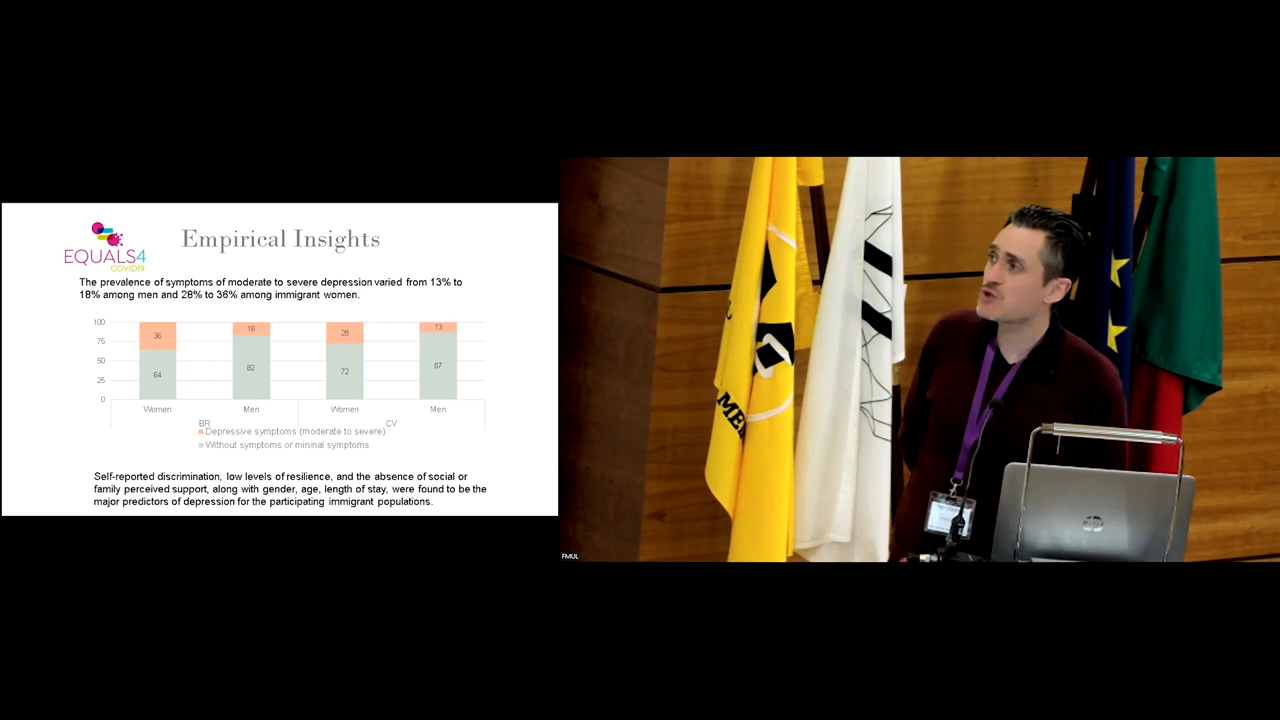 EQUALS4
COVID19
Empirical Insights
The prevalence of symptoms of moderate to severe depression varied from 13% to
18% among men and 28% to 36% among immigrant women.
100
75
50
25
0
36
18
28
13
64
82
72
87
Women
Men
Women
Men
BR
CV
Depressive symptoms (moderate to severe)
Without symptoms or mininal symptoms
Self-reported discrimination, low levels of resilience, and the absence of social or
family perceived support, along with gender, age, length of stay, were found to be the
major predictors of depression for the participating immigrant populations.
hp
FMUL